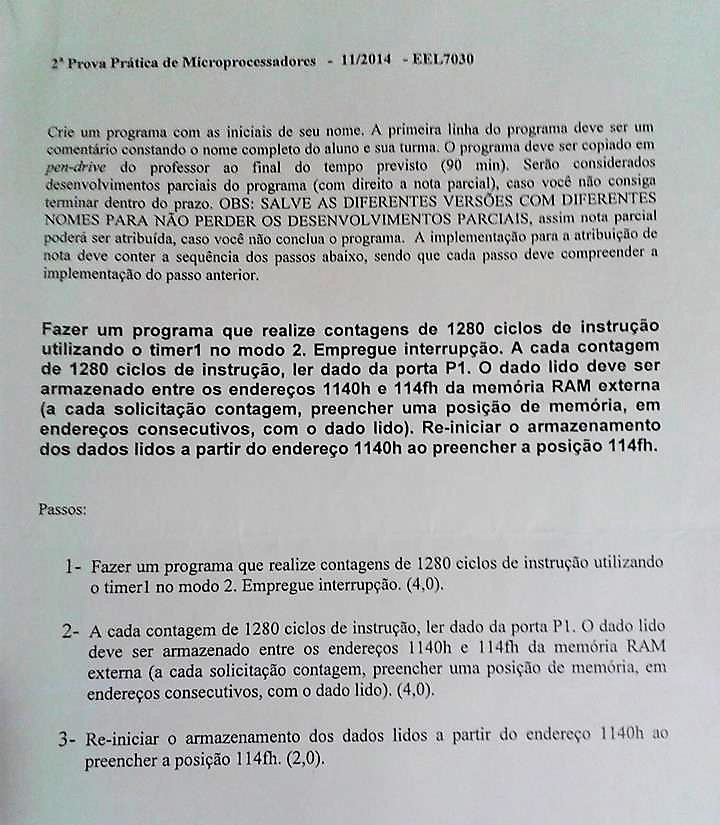 2ª Prova Prática de Microprocessadores - 11/2014 - EEL7030
Crie um programa com as iniciais de seu nome. A primeira linha do programa deve ser um
comentário constando o nome completo do aluno e sua turma. O programa deve ser copiado em
pen-drive do professor ao final do tempo previsto (90 min). Serão considerados
desenvolvimentos parciais do programa (com direito a nota parcial), caso você não consiga
terminar dentro do prazo. OBS: SALVE AS DIFERENTES VERSÕES COM DIFERENTES
NOMES PARA NÃO PERDER OS DESENVOLVIMENTOS PARCIAIS, assim nota parcial
poderá ser atribuída, caso você não conclua o programa. A implementação para a atribuição de
nota deve conter a sequência dos passos abaixo, sendo que cada passo deve compreender a
implementação do passo anterior.
Fazer um programa que realize contagens de 1280 ciclos de instrução
utilizando o timer1 no modo 2. Empregue interrupção. A cada contagem
de 1280 ciclos de instrução, ler dado da porta P1. O dado lido deve ser
armazenado entre os endereços 1140h e 114fh da memória RAM externa
(a cada solicitação contagem, preencher uma posição de memória, em
endereços consecutivos, com o dado lido). Re-iniciar o armazenamento
dos dados lidos a partir do endereço 1140h ao preencher a posição 114fh.
Passos:
1- Fazer um programa que realize contagens de 1280 ciclos de instrução utilizando
o timer1 no modo 2. Empregue interrupção. (4,0).
2- A cada contagem de 1280 ciclos de instrução, ler dado da porta P1. O dado lido
deve ser armazenado entre os endereços 1140h e 114fh da memória RAM
externa (a cada solicitação contagem, preencher uma posição de memória, em
endereços consecutivos, com o dado lido). (4,0).
3- Re-iniciar o armazenamento dos dados lidos a partir do endereço 1140h ao
preencher a posição 114fh. (2,0).